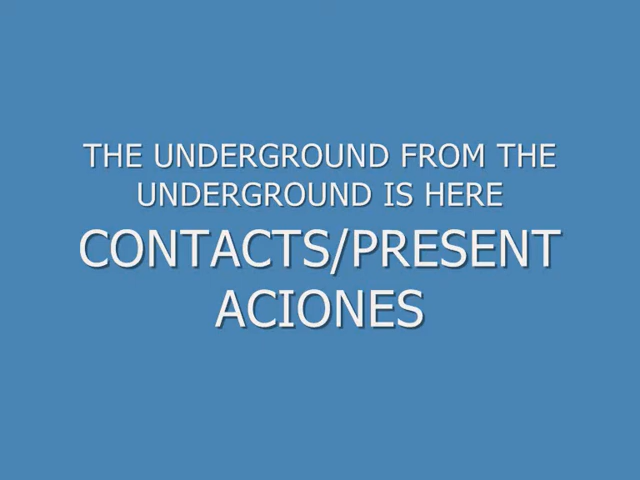 THE UNDERGROUND FROM THE
UNDERGROUND IS HERE
CONTACTS/PRESENT
ACIONES